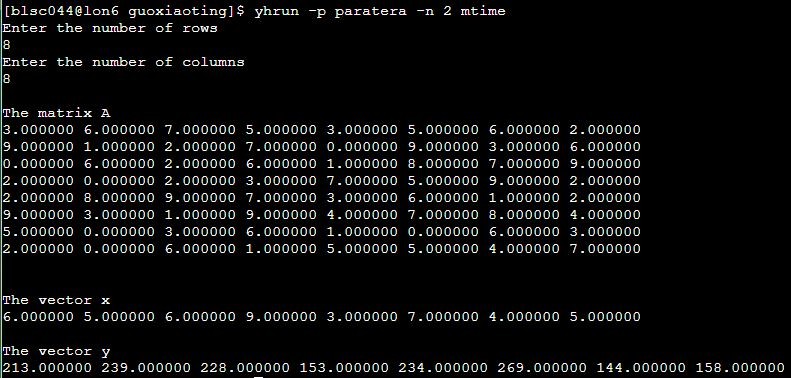 [blsc044@lon6 guoxiaoting]$ yhrun -p paratera -n 2 mtime
Enter the number of rows
8
Enter the number of columns
8
The matrix A
3.000000 6.000000 7.000000 5.000000 3.000000 5.000000 6.000000 2.000000
9.000000 1.000000 2.000000 7.000000 0.000000 9.000000 3.000000 6.000000
0.000000 6.000000 2.000000 6.000000 1.000000 8.000000 7.000000 9.000000
2.000000 0.000000 2.000000 3.000000 7.000000 5.000000 9.000000 2.000000
2.000000 8.000000 9.000000 7.000000 3.000000 6.000000 1.000000 2.000000
9.000000 3.000000 1.000000 9.000000 4.000000 7.000000 8.000000 4.000000
5.000000 0.000000 3.000000 6.000000 1.000000 0.000000 6.000000 3.000000
2.000000 0.000000 6.000000 1.000000 5.000000 5.000000 4.000000 7.000000
The vector x
6.000000 5.000000 6.000000 9.000000 3.000000 7.000000 4.000000 5.000000
The vector y
213.000000 239.000000 228.000000 153.000000 234.000000 269.000000 144.000000 158.000000